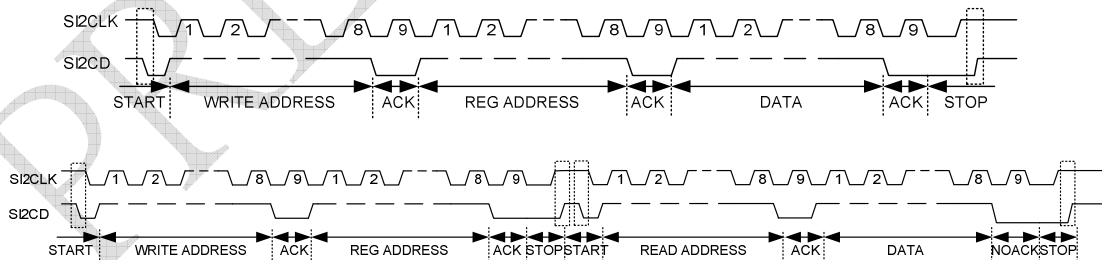 SI2CLK 1 2 8 9 1 2 8 9 1 2 8 9
SI2CD
START WRITE ADDRESS ACK REG ADDRESS ACK DATA ACK STOP
SI2CLK 1 2 8 9 1 2 8 9 1 2 8 9 1 2 8 9
SI2CD
START WRITE ADDRESS ACK REG ADDRESS ACK STOP START READ ADDRESS ACK DATA NOACK STOP